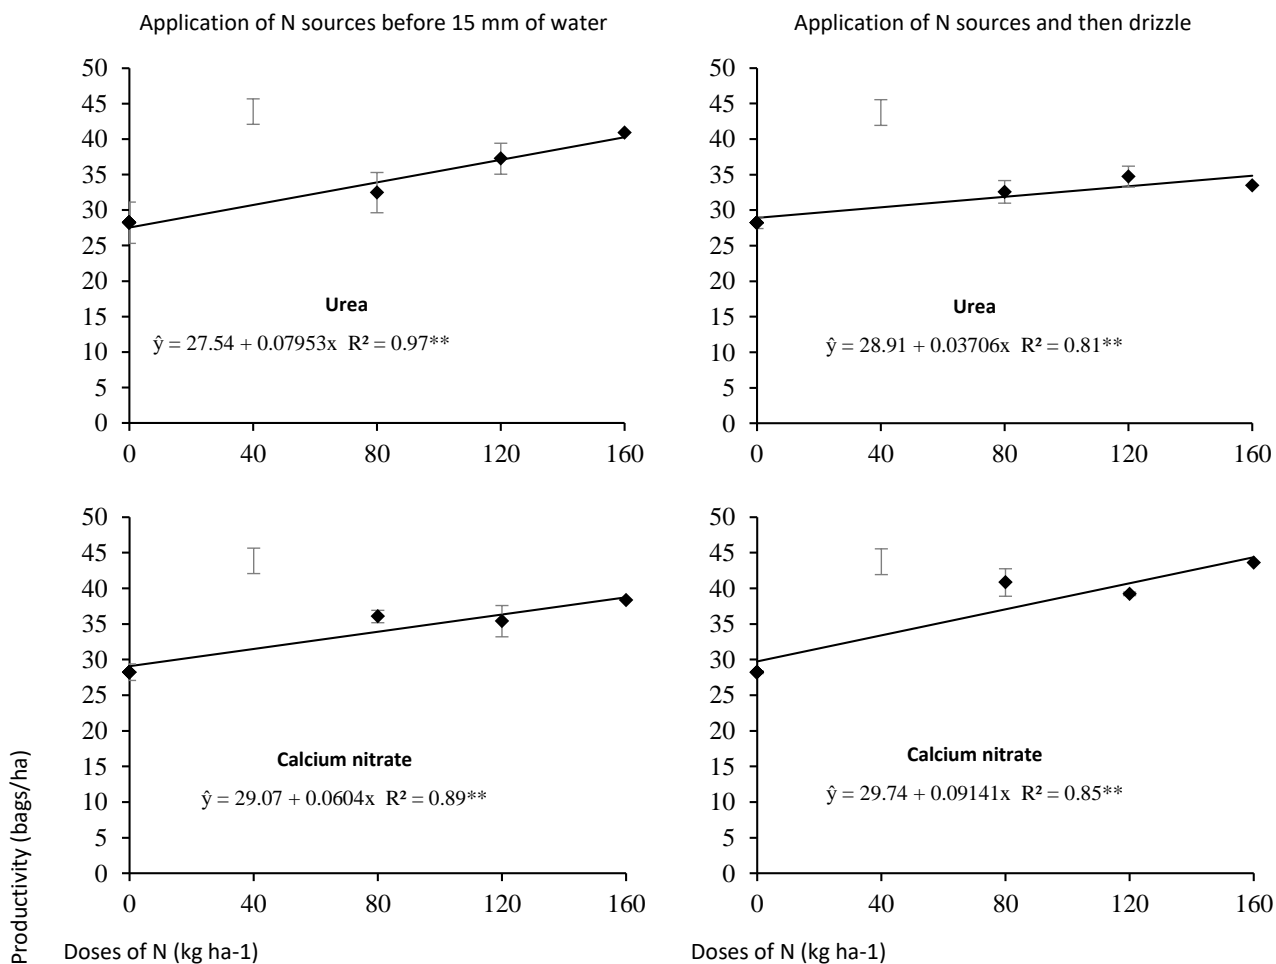 Application of N sources before 15 mm of water
Application of N sources and then drizzle
50
45
40
35
30
25
20
15
10
5
0
0 40 80 120 160
Urea
ŷ = 27.54 + 0.07953x R² = 0.97**
50
45
40
35
30
25
20
15
10
5
0
0 40 80 120 160
Urea
ŷ = 28.91 + 0.03706x R² = 0.81**
50
45
40
35
30
25
20
15
10
5
0
0 40 80 120 160
Calcium nitrate
ŷ = 29.07 + 0.0604x R² = 0.89**
50
45
40
35
30
25
20
15
10
5
0
0 40 80 120 160
Calcium nitrate
ŷ = 29.74 + 0.09141x R² = 0.85**
Productivity (bags/ha)
Doses of N (kg ha-1)
Doses of N (kg ha-1)